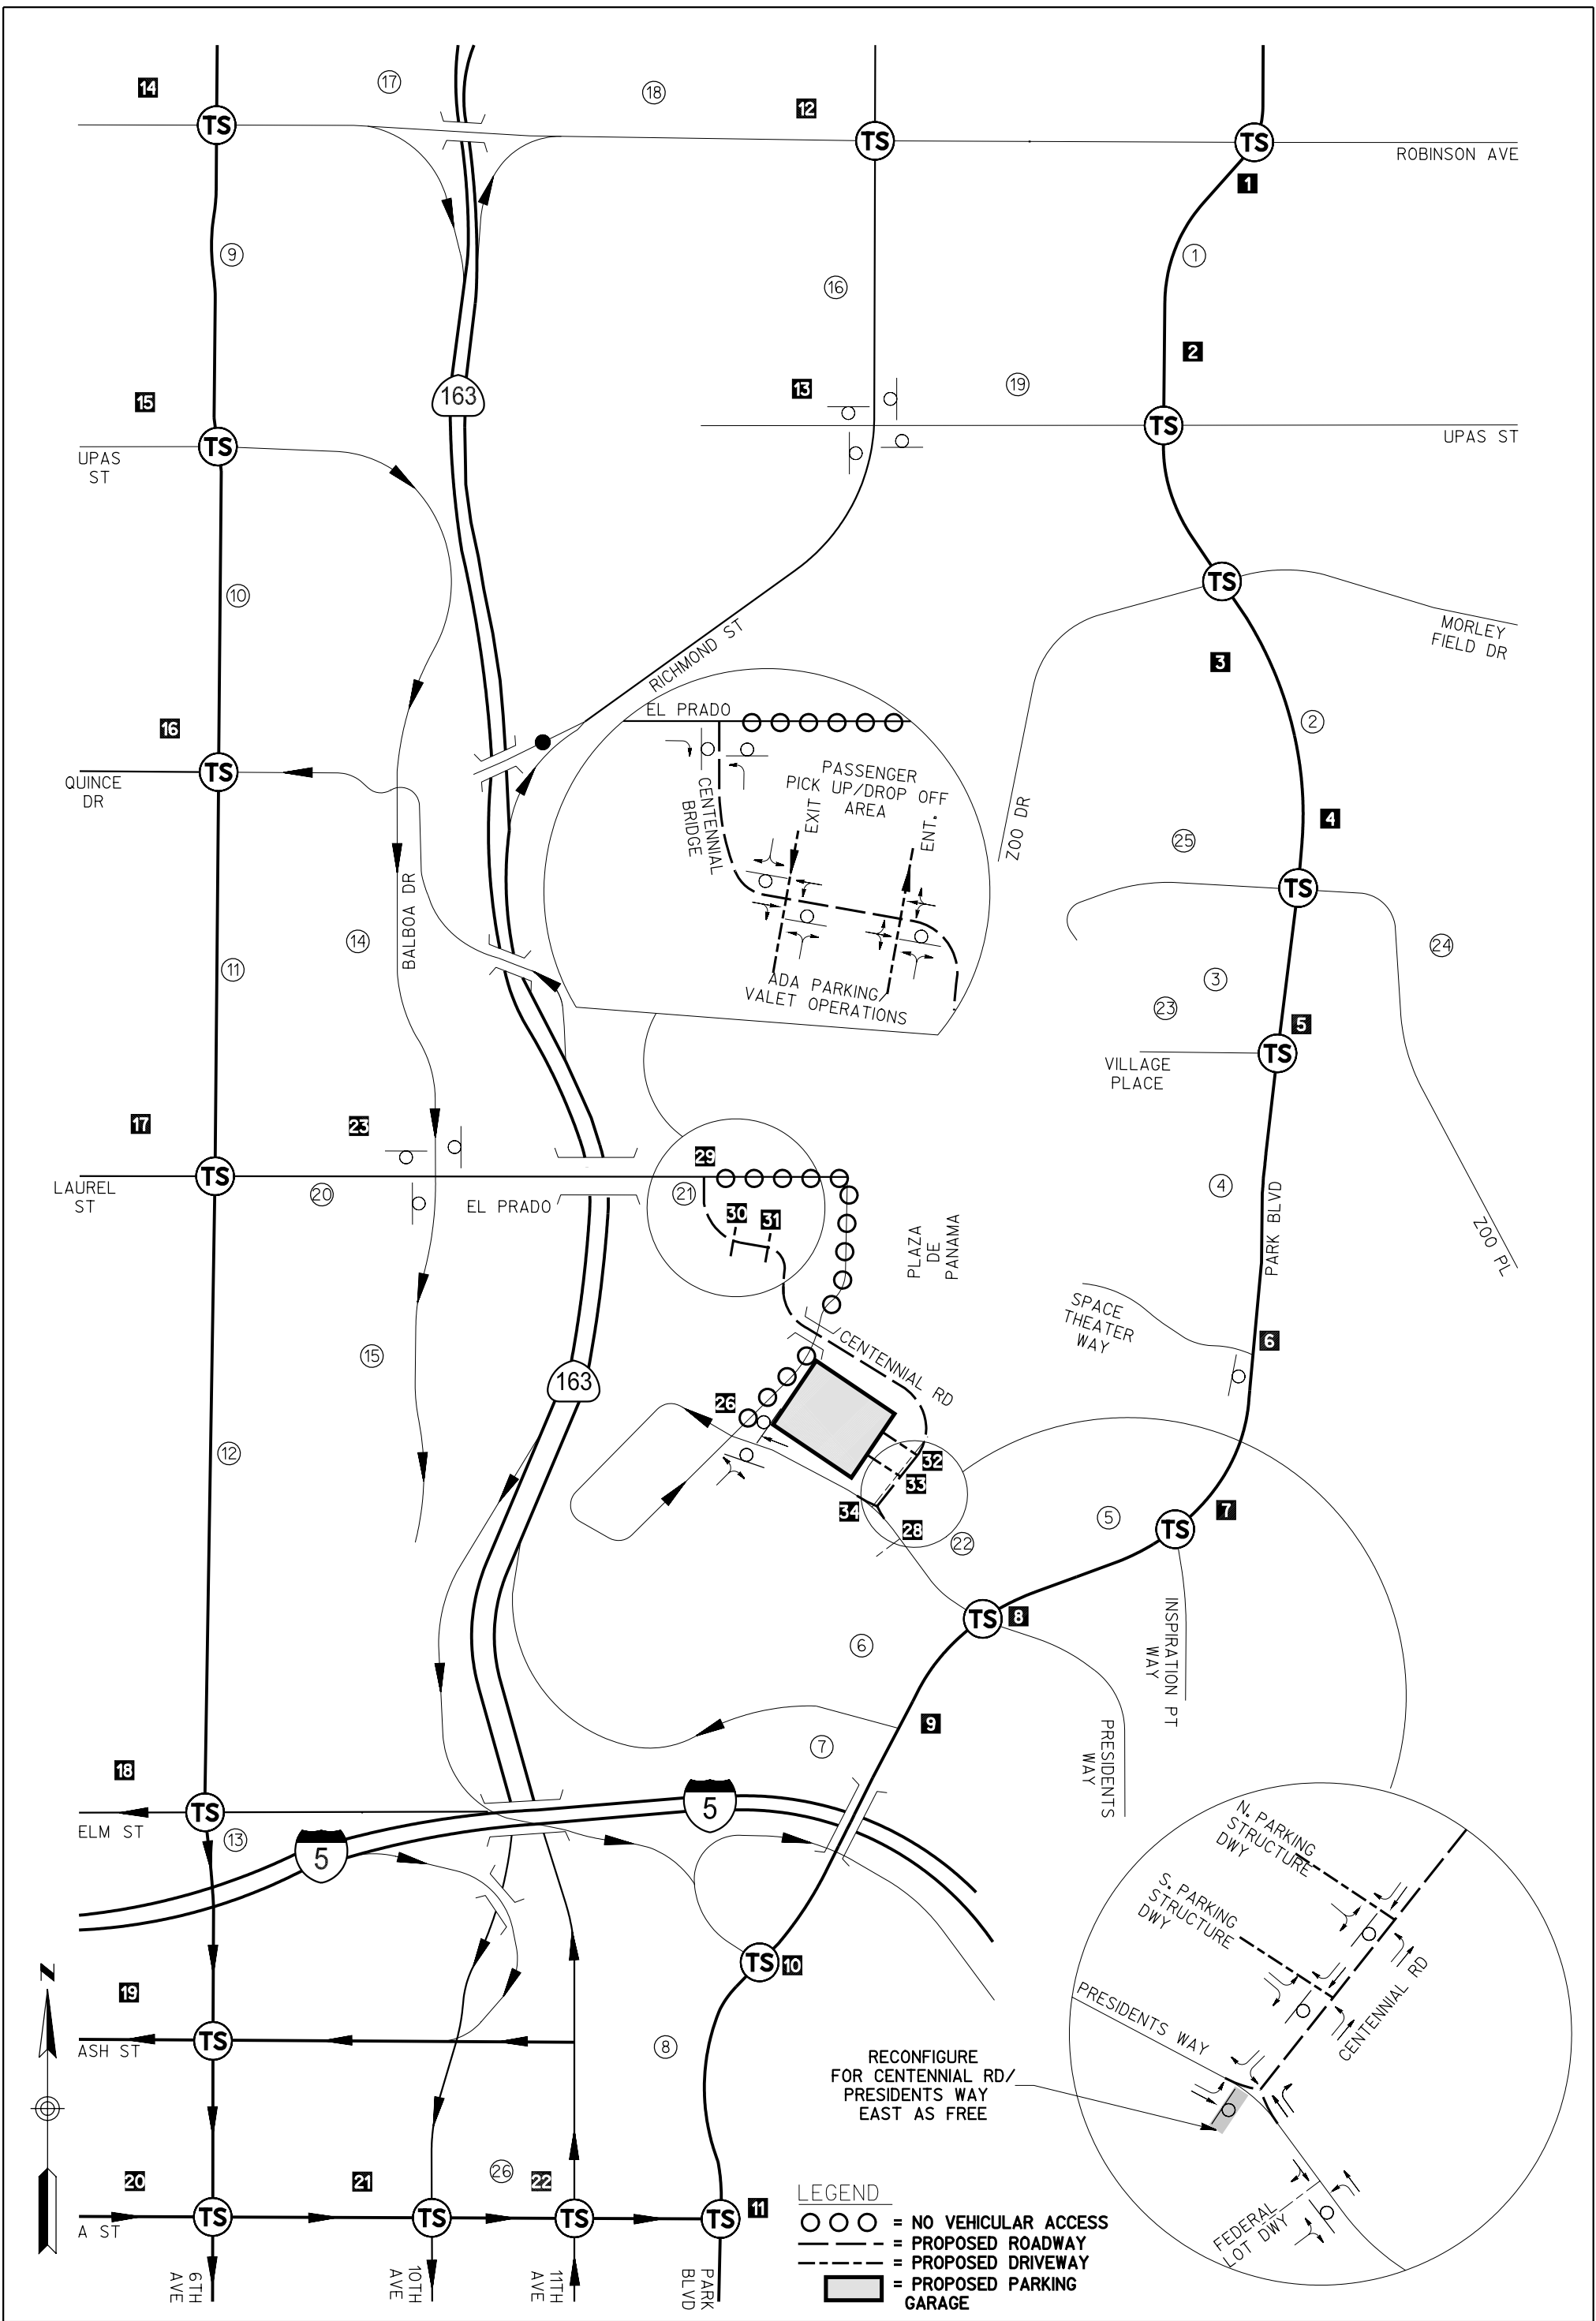 14
17
18
12
TS
TS
TS
ROBINSON AVE
1
9
1
16
2
163
15
13
19
TS
TS
UPAS
ST
UPAS ST
10
TS
MORLEY
FIELD DR
3
RICHMOND ST
2
16
TS
QUINCE
DR
EL PRADO
CENTENNIAL
BRIDGE
PASSENGER
PICK UP/DROP OFF
AREA
EXIT
ENT.
ADA PARKING/
VALET OPERATIONS
ZOO DR
4
25
TS
BALBOA DR
14
11
24
3
23
5
TS
VILLAGE
PLACE
17
23
29
TS
LAUREL
ST
20
EL PRADO
21
30
31
PLAZA
DE
PANAMA
4
PARK BLVD
ZOO PL
SPACE
THEATER
WAY
6
15
163
CENTENNIAL RD
26
12
32
33
34
28
22
5
7
TS
INSPIRATION PT
WAY
TS
8
6
PRESIDENTS
WAY
9
7
18
TS
ELM ST
13
5
5
N. PARKING
STRUCTURE
DWY
S. PARKING
STRUCTURE
DWY
PRESIDENTS WAY
CENTENNIAL RD
FEDERAL
LOT DWY
TS
10
N
19
TS
ASH ST
8
RECONFIGURE
FOR CENTENNIAL RD/
PRESIDENTS WAY
EAST AS FREE
20
21
26
22
11
TS
TS
TS
TS
A ST
6TH
AVE
10TH
AVE
11TH
AVE
PARK
BLVD
LEGEND
= NO VEHICULAR ACCESS
= PROPOSED ROADWAY
= PROPOSED DRIVEWAY
= PROPOSED PARKING
GARAGE